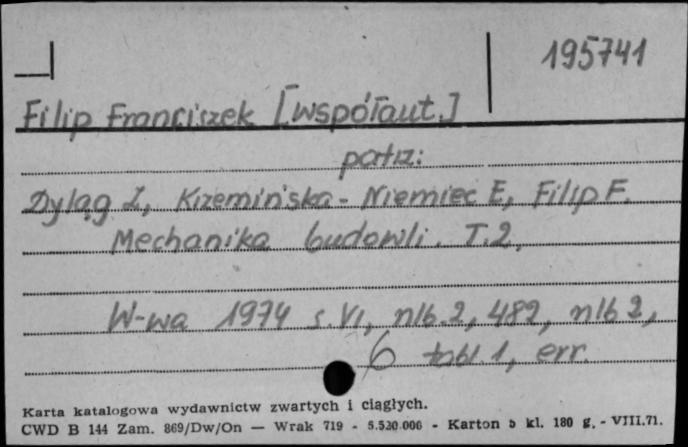 195741
Filip Franciszek [współaut.]
patrz:
Dyląg Z, Krzemińska-Niemiec E, Filip F.
Mechanika budowli. T.2.
W-wa 1974 s. VI, nlb.2, 482, nlb 2,
6 tabl. 1, err.
Karta katalogowa wydawnictw zwartych i ciągłych.
CWD B 144 Zam. 869/Dw/On — Wrak 719 - 5.520.000 - Karton b kl. 180 g. - VIII.71.